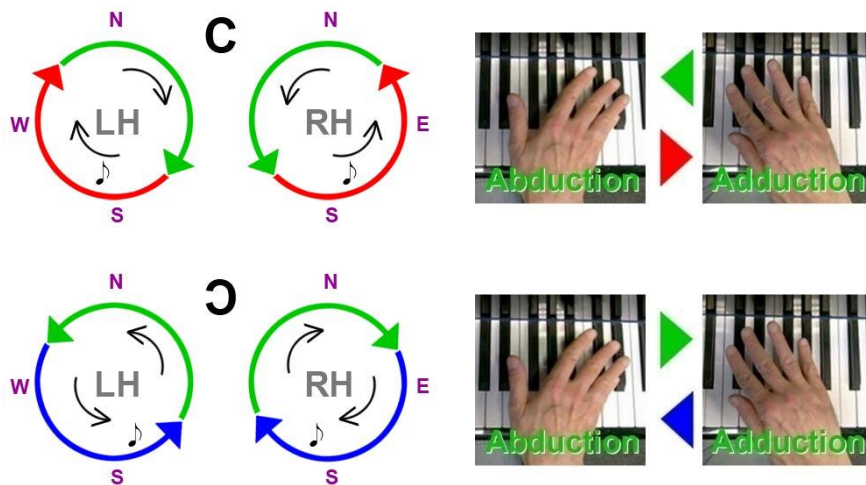 N N
C
W LH RH E
S S
Abduction Adduction
N N
Ɔ
W LH RH E
S S
Abduction Adduction